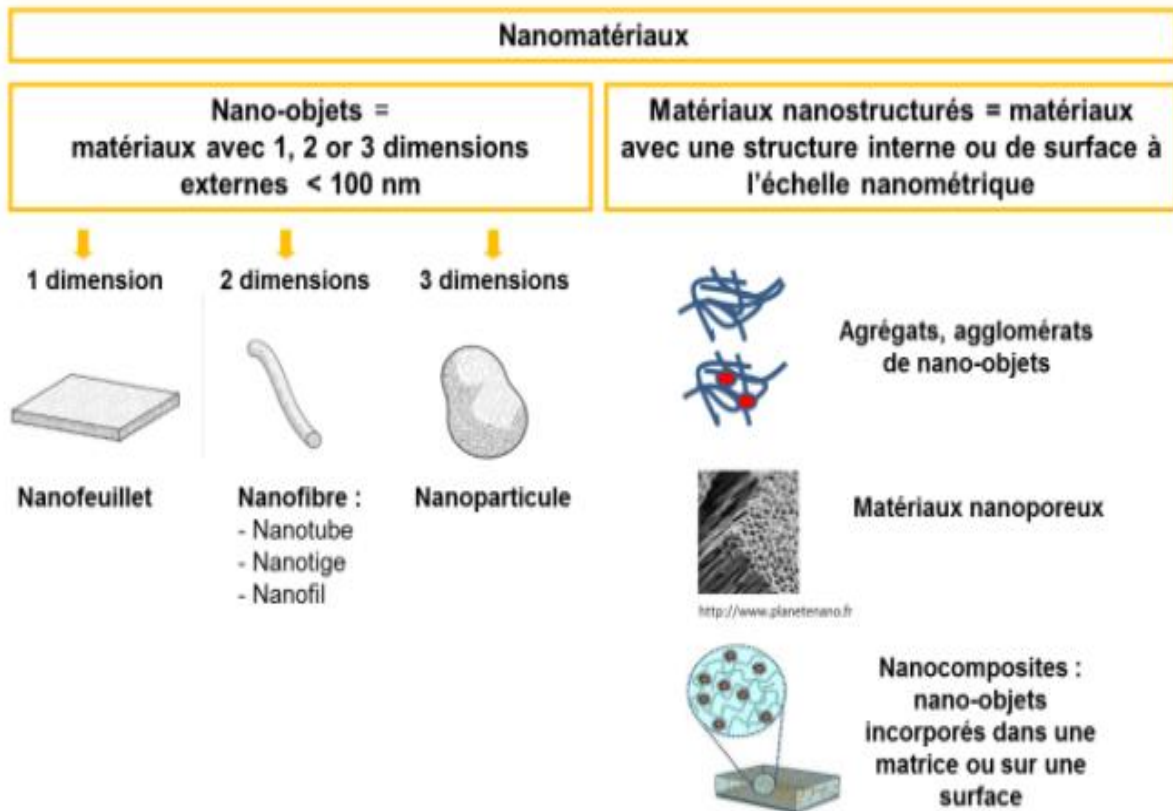 Nanomatériaux
Nano-objets =
matériaux avec 1, 2 or 3 dimensions
externes < 100 nm
Matériaux nanostructurés = matériaux
avec une structure interne ou de surface à
l'échelle nanométrique
1 dimension
2 dimensions
3 dimensions
Nanofeuillet
Nanofibre :
- Nanotube
- Nanotige
- Nanofil
Nanoparticule
Agrégats, agglomérats
de nano-objets
Matériaux nanoporeux
http://www.planetenano.fr
Nanocomposites :
nano-objets
incorporés dans une
matrice ou sur une
surface